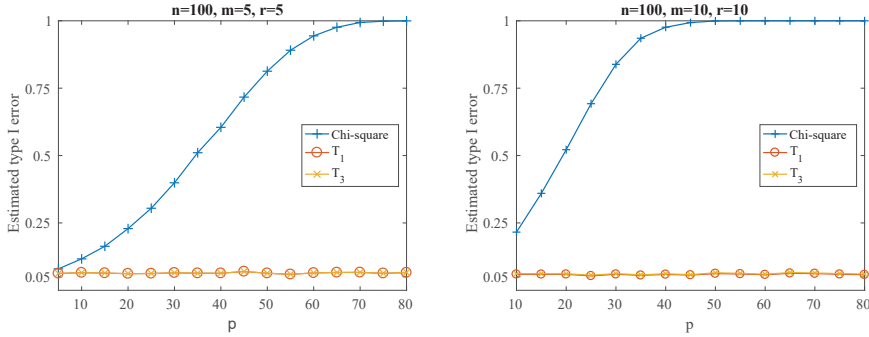 n=100, m=5, r=5
Estimated type I error
1
0.75
0.5
0.25
0.05
10 20 30 40 50 60 70 80
p
Chi-square
T1
T3
n=100, m=10, r=10
Estimated type I error
1
0.75
0.5
0.25
0.05
10 20 30 40 50 60 70 80
p
Chi-square
T1
T3